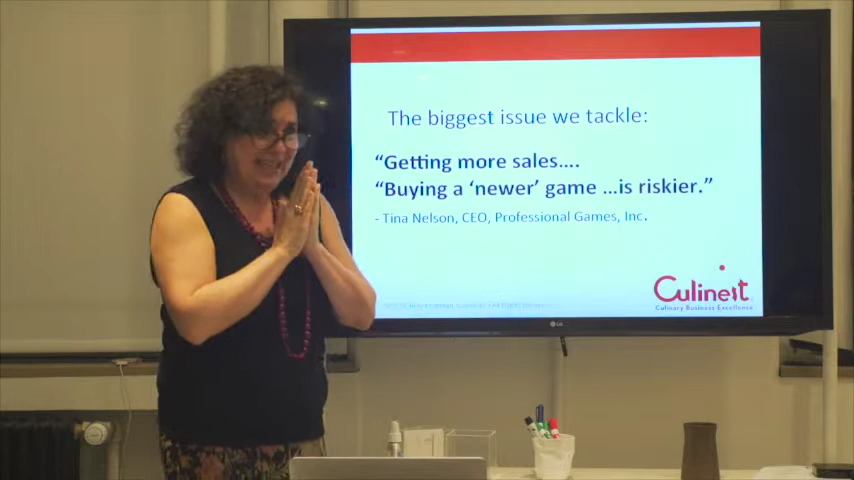 The biggest issue we tackle:
“Getting more sales....
“Buying a ‘newer’ game ...is riskier.”
- Tina Nelson, CEO, Professional Games, Inc.
Culinest
Culinary Business Excellence
LG